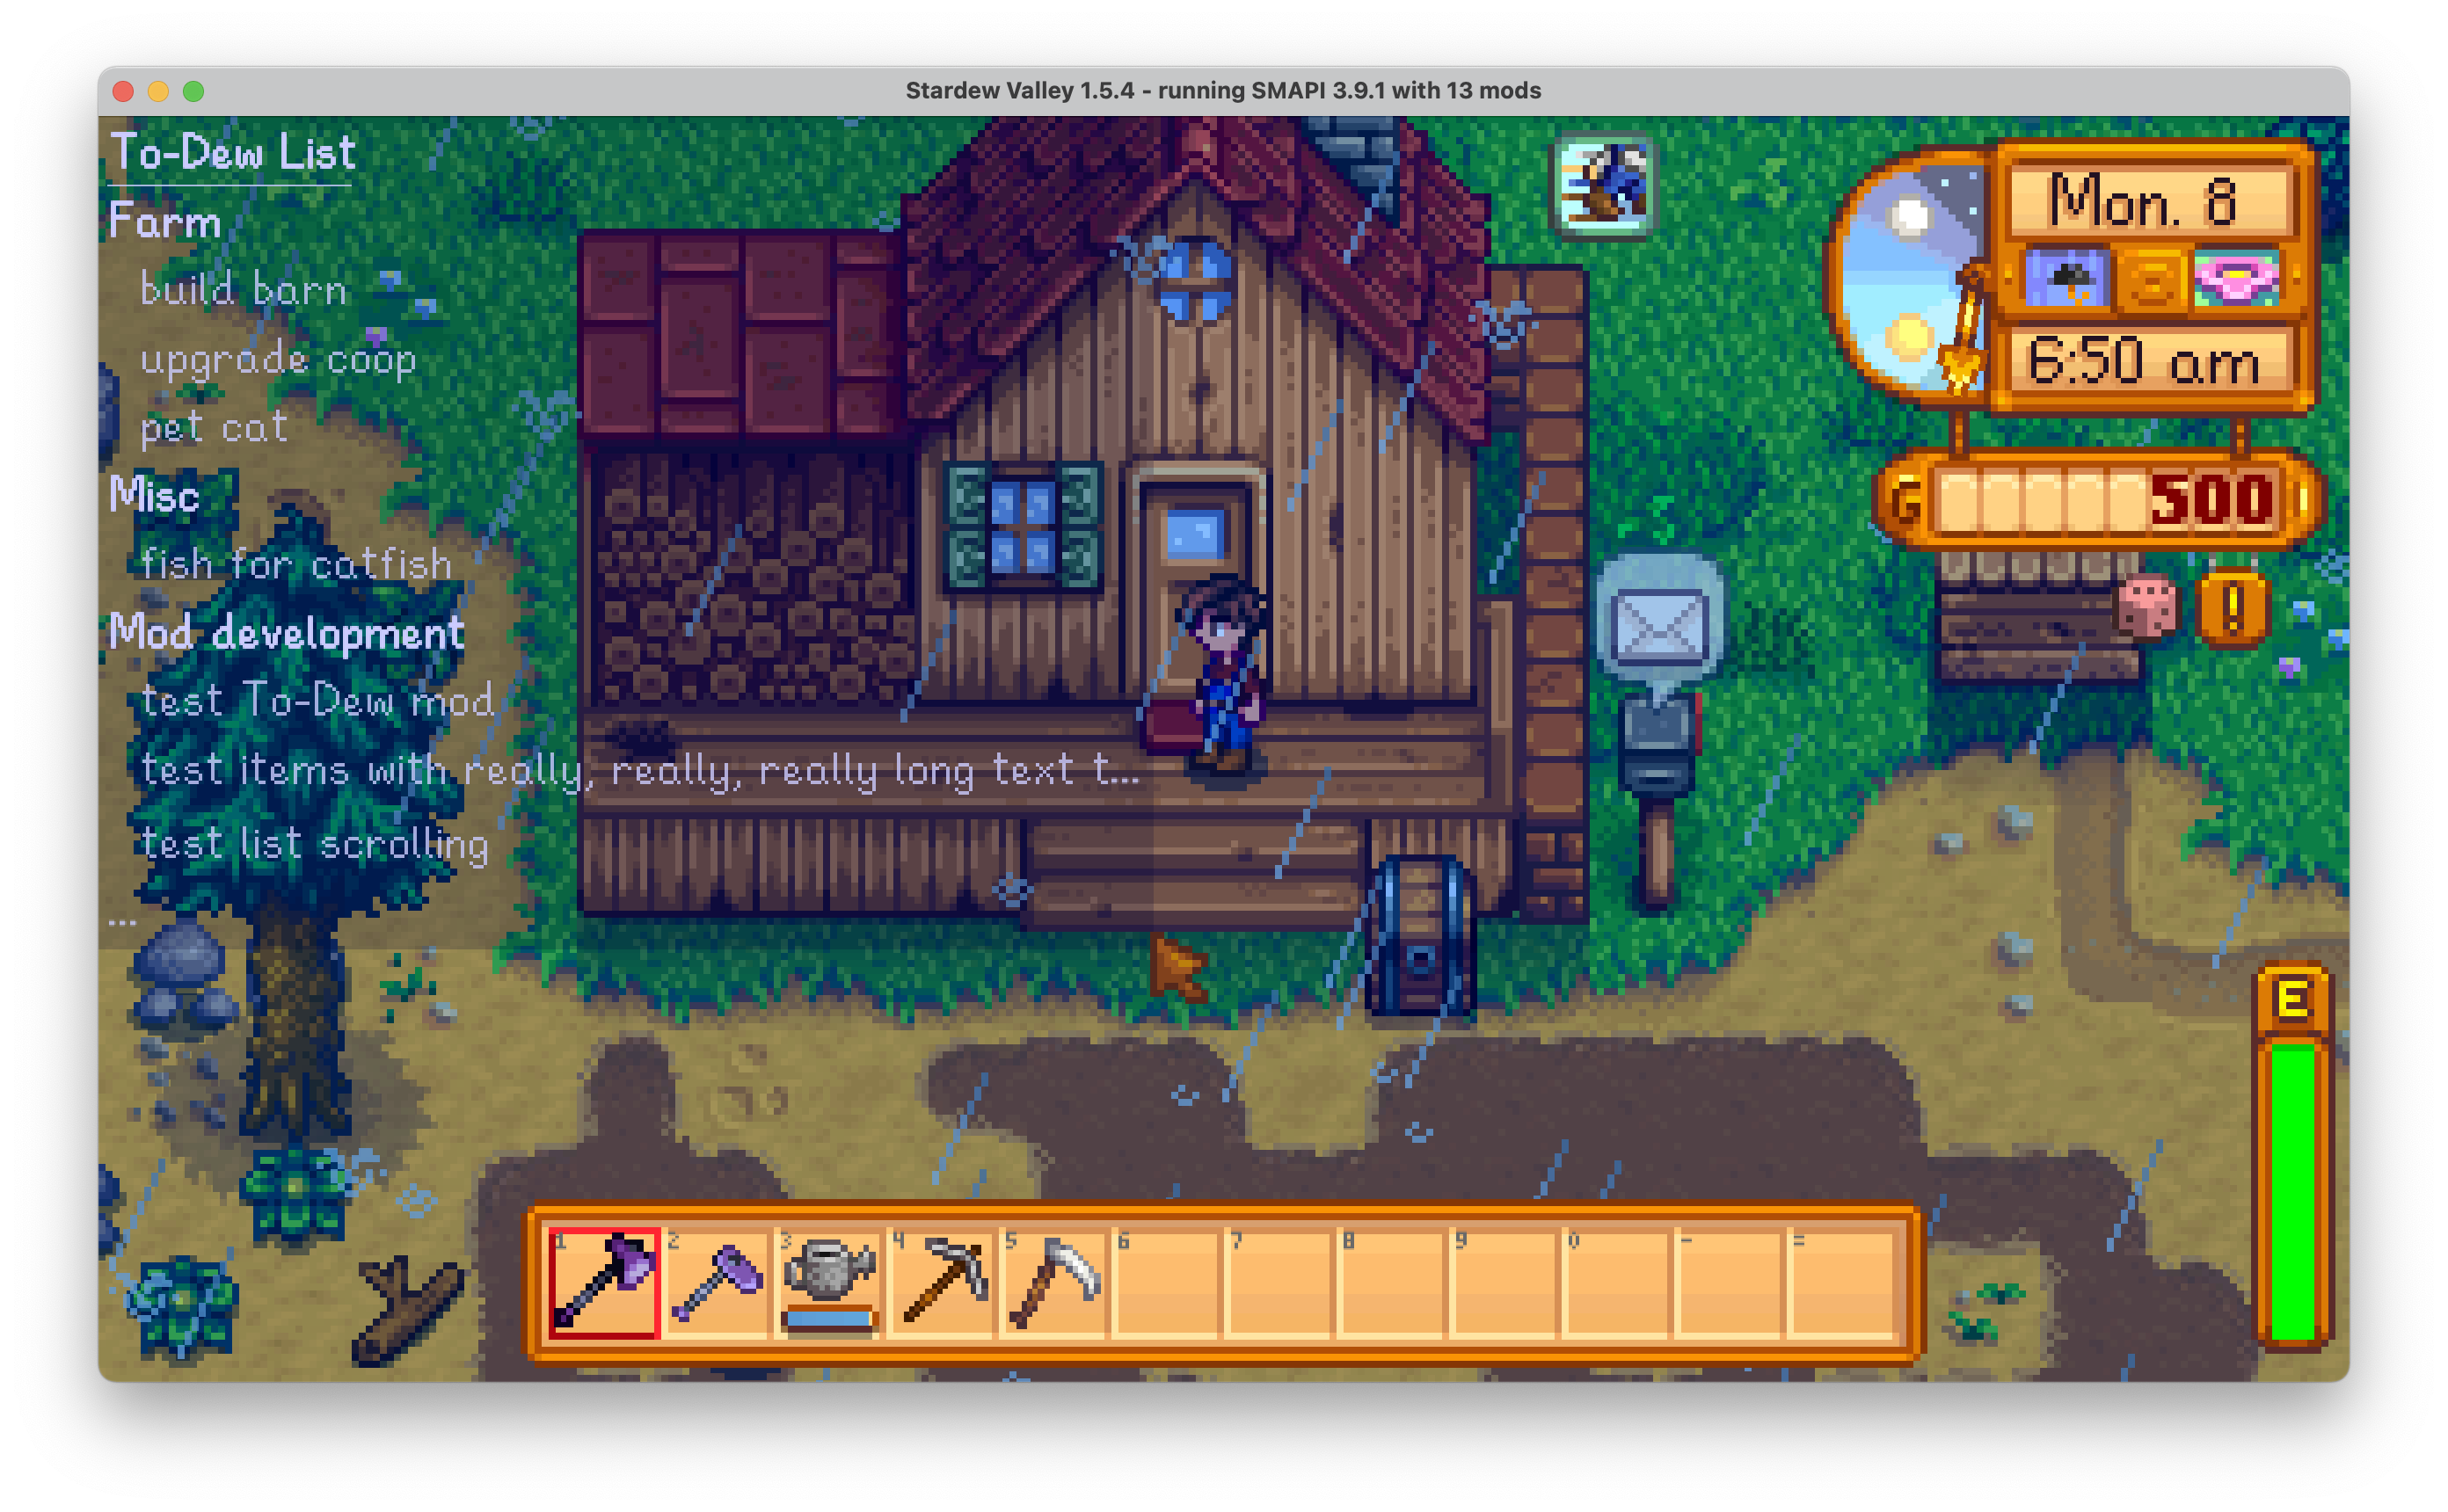 Stardew Valley 1.5.4 - running SMAPI 3.9.1 with 13 mods
To-Dew List
Farm
build barn
upgrade coop
pet cat
Misc
fish for catfish
Mod development
test To-Dew mod
test items with really, really, really long text t...
test list scrolling
...
Mon. 8
6:50 am
G 500
!
E
1 2 3 4 5 6 7 8 9 0 - =